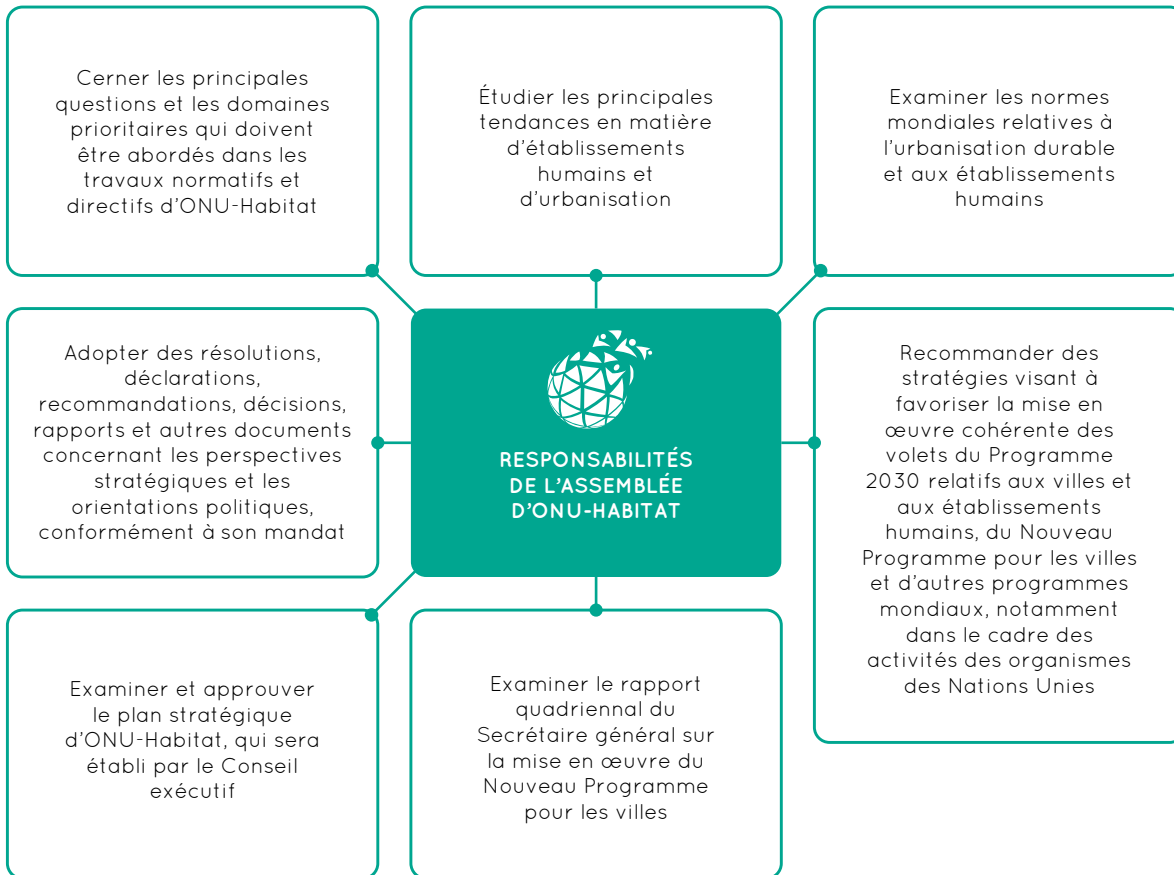 Cerner les principales
questions et les domaines
prioritaires qui doivent
être abordés dans les
travaux normatifs et
directifs d'ONU-Habitat
Étudier les principales
tendances en matière
d'établissements
humains et
d'urbanisation
Examiner les normes
mondiales relatives à
l'urbanisation durable
et aux établissements
humains
Adopter des résolutions,
déclarations,
recommandations, décisions,
rapports et autres documents
concernant les perspectives
stratégiques et les
orientations politiques,
conformément à son mandat
RESPONSABILITÉS
DE L'ASSEMBLÉE
D'ONU-HABITAT
Recommander des
stratégies visant à
favoriser la mise en
œuvre cohérente des
volets du Programme
2030 relatifs aux villes et
aux établissements
humains, du Nouveau
Programme pour les villes
et d'autres programmes
mondiaux, notamment
dans le cadre des
activités des organismes
des Nations Unies
Examiner et approuver
le plan stratégique
d'ONU-Habitat, qui sera
établi par le Conseil
exécutif
Examiner le rapport
quadriennal du
Secrétaire général sur
la mise en œuvre du
Nouveau Programme
pour les villes